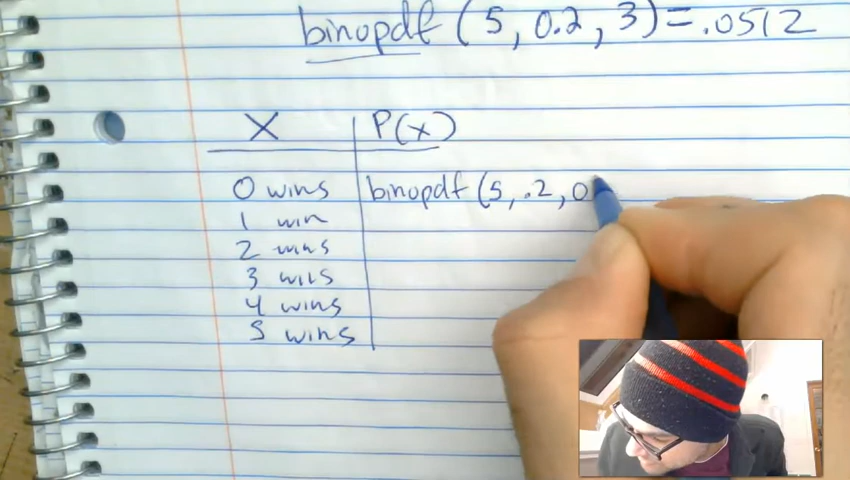 binopdf (5, 0.2, 3) = .0512
X P(x)
0 wins binopdf (5, .2, 0
1 win
2 wins
3 wins
4 wins
5 wins